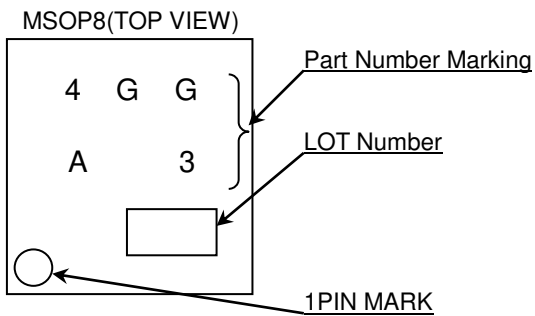 MSOP8(TOP VIEW)
Part Number Marking
4 G G
LOT Number
A 3
1PIN MARK